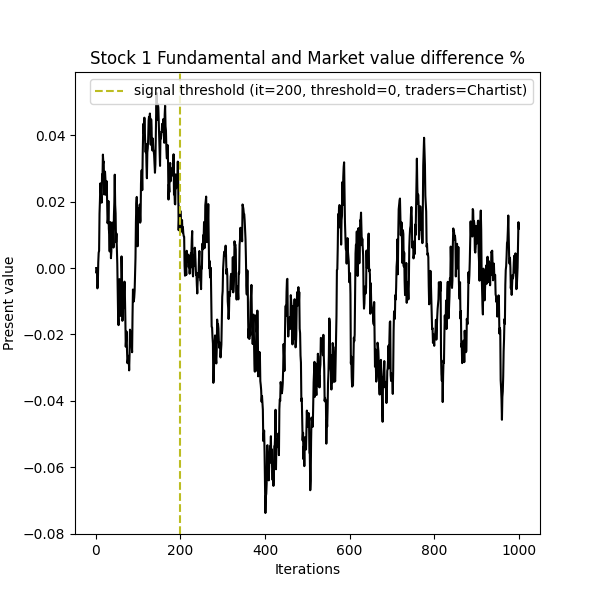 Stock 1 Fundamental and Market value difference %
signal threshold (it=200, threshold=0, traders=Chartist)
0.04
0.02
0.00
−0.02
−0.04
−0.06
−0.08
Present value
0 200 400 600 800 1000
Iterations